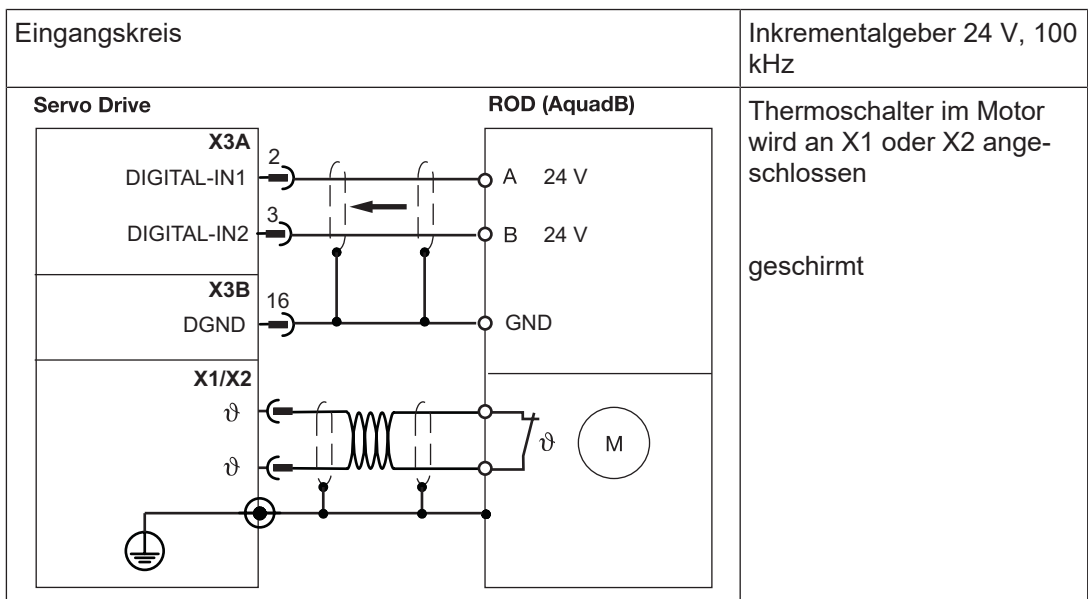 Eingangskreis
Inkrementalgeber 24 V, 100
kHz
Servo Drive
ROD (AquadB)
X3A
2
DIGITAL-IN1
A 24 V
3
DIGITAL-IN2
B 24 V
X3B
16
DGND
GND
X1/X2
ϑ
ϑ
ϑ
M
Thermoschalter im Motor
wird an X1 oder X2 ange-
schlossen
geschirmt